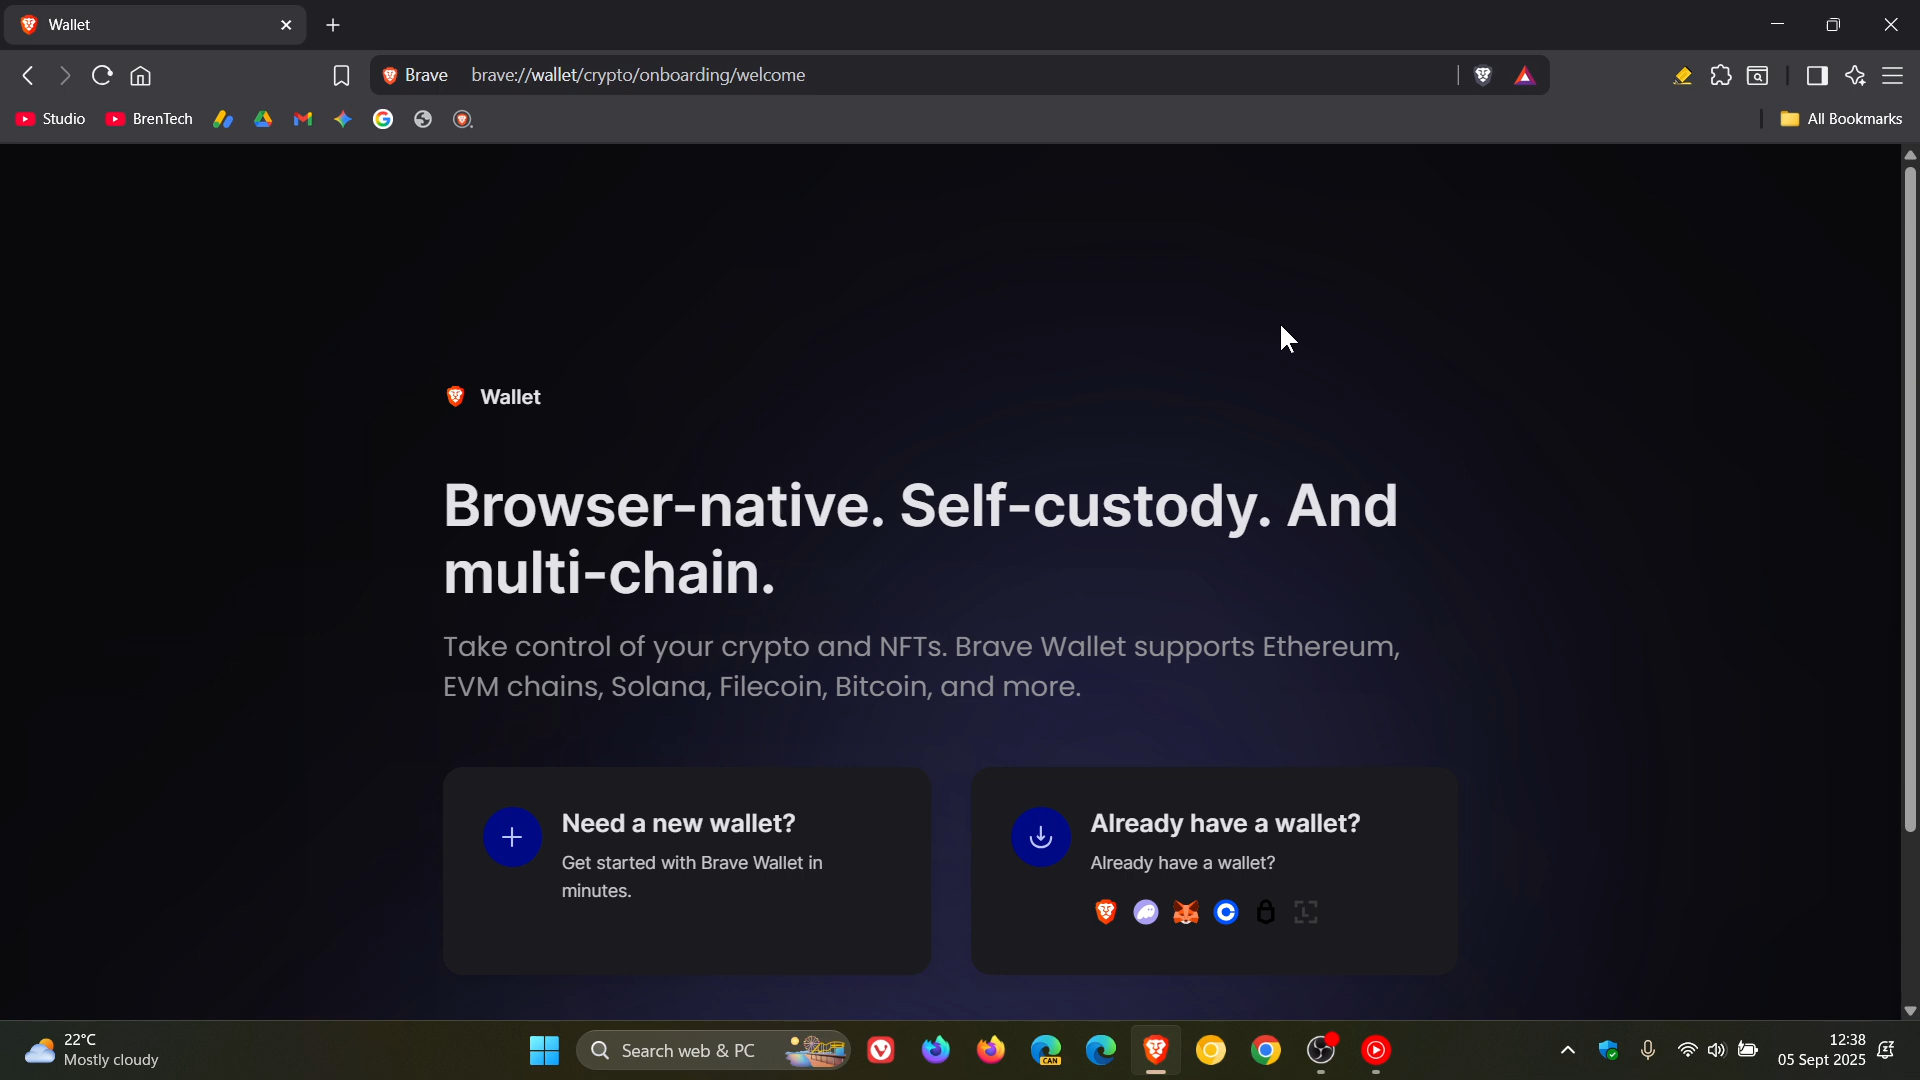 Wallet
Brave brave://wallet/crypto/onboarding/welcome
Studio BrenTech All Bookmarks
Wallet
Browser-native. Self-custody. And
multi-chain.
Take control of your crypto and NFTs. Brave Wallet supports Ethereum,
EVM chains, Solana, Filecoin, Bitcoin, and more.
Need a new wallet?
Get started with Brave Wallet in
minutes.
Already have a wallet?
Already have a wallet?
22°C
Mostly cloudy
Search web & PC
CAN
12:38
05 Sept 2025